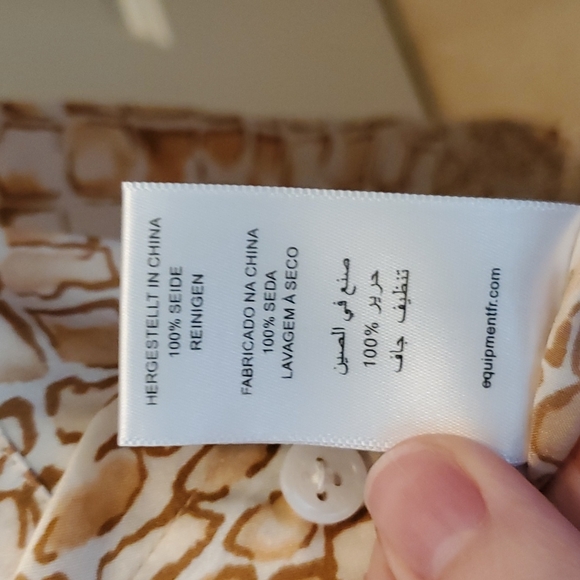 HERGESTELLT IN CHINA
100% SEIDE
REINIGEN
FABRICADO NA CHINA
100% SEDA
LAVAGEM À SECO
صنع في الصين
حرير 100%
تنظيف جاف
equipmentfr.com